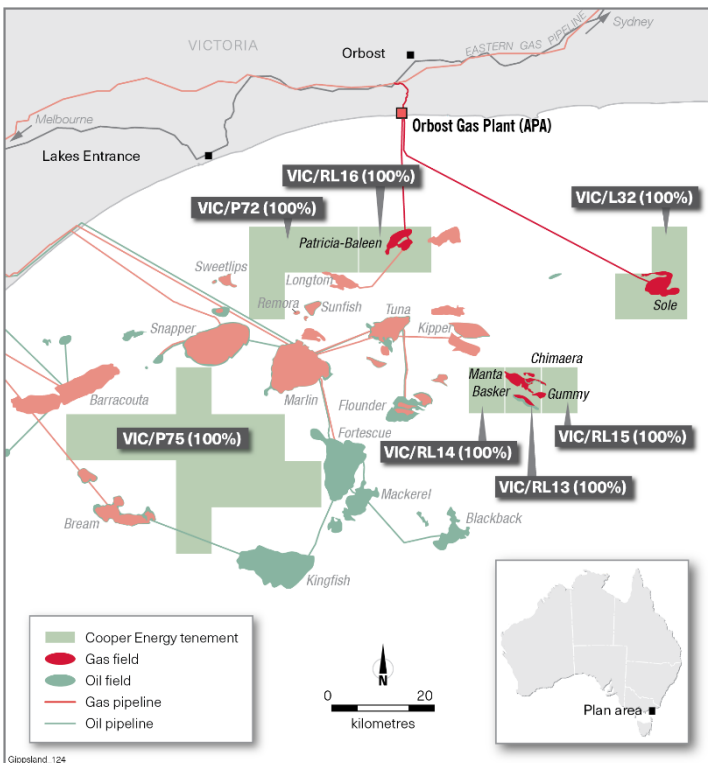 Sydney
VICTORIA
Orbost
EASTERN GAS PIPELINE
Melbourne
Orbost Gas Plant (APA)
Lakes Entrance
VIC/RL16 (100%)
VIC/P72 (100%)
VIC/L32 (100%)
Patricia-Baleen
Sweetlips
Longtom
Remora
Sunfish
Sole
Snapper
Tuna
Kipper
Chimaera
Manta
Barracouta
Marlin
Basker
Gummy
Flounder
Fortescue
VIC/P75 (100%)
VIC/RL15 (100%)
VIC/RL14 (100%)
VIC/RL13 (100%)
Mackerel
Bream
Blackback
Kingfish
Cooper Energy tenement
Gas field
Oil field
Gas pipeline
Oil pipeline
N
0 20
kilometres
Plan area
Gippsland_124